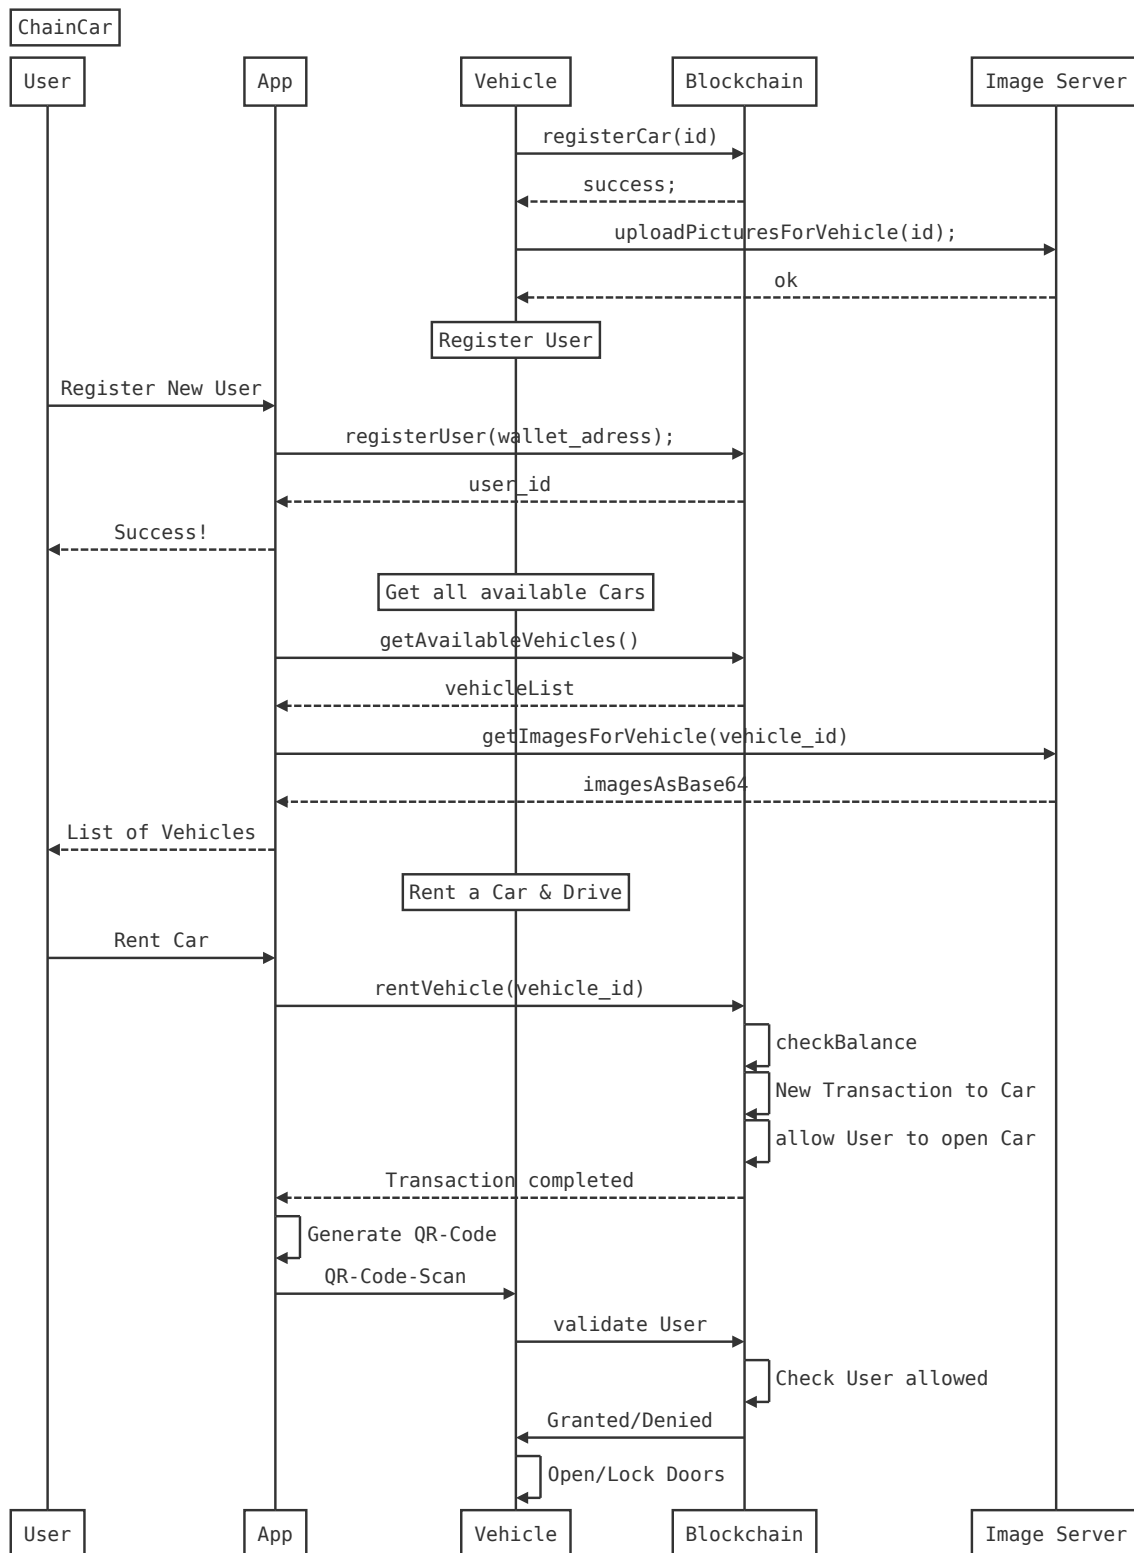 ChainCar
User App Vehicle Blockchain Image Server
registerCar(id)
success;
uploadPicturesForVehicle(id);
ok
Register User
Register New User
registerUser(wallet_adress);
user_id
Success!
Get all available Cars
getAvailableVehicles()
vehicleList
getImagesForVehicle(vehicle_id)
imagesAsBase64
List of Vehicles
Rent a Car & Drive
Rent Car
rentVehicle(vehicle_id)
checkBalance
New Transaction to Car
allow User to open Car
Transaction completed
Generate QR-Code
QR-Code-Scan
validate User
Check User allowed
Granted/Denied
Open/Lock Doors
User App Vehicle Blockchain Image Server